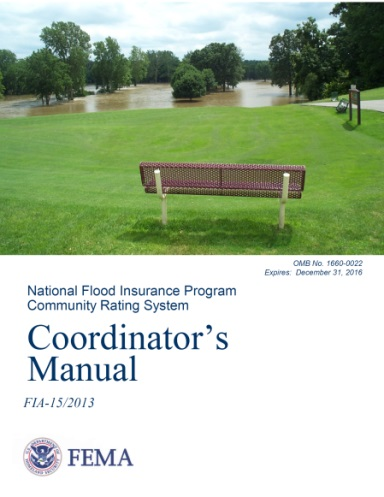 OMB No. 1660-0022
Expires: December 31, 2016
National Flood Insurance Program
Community Rating System
Coordinator's
Manual
FIA-15/2013
FEMA